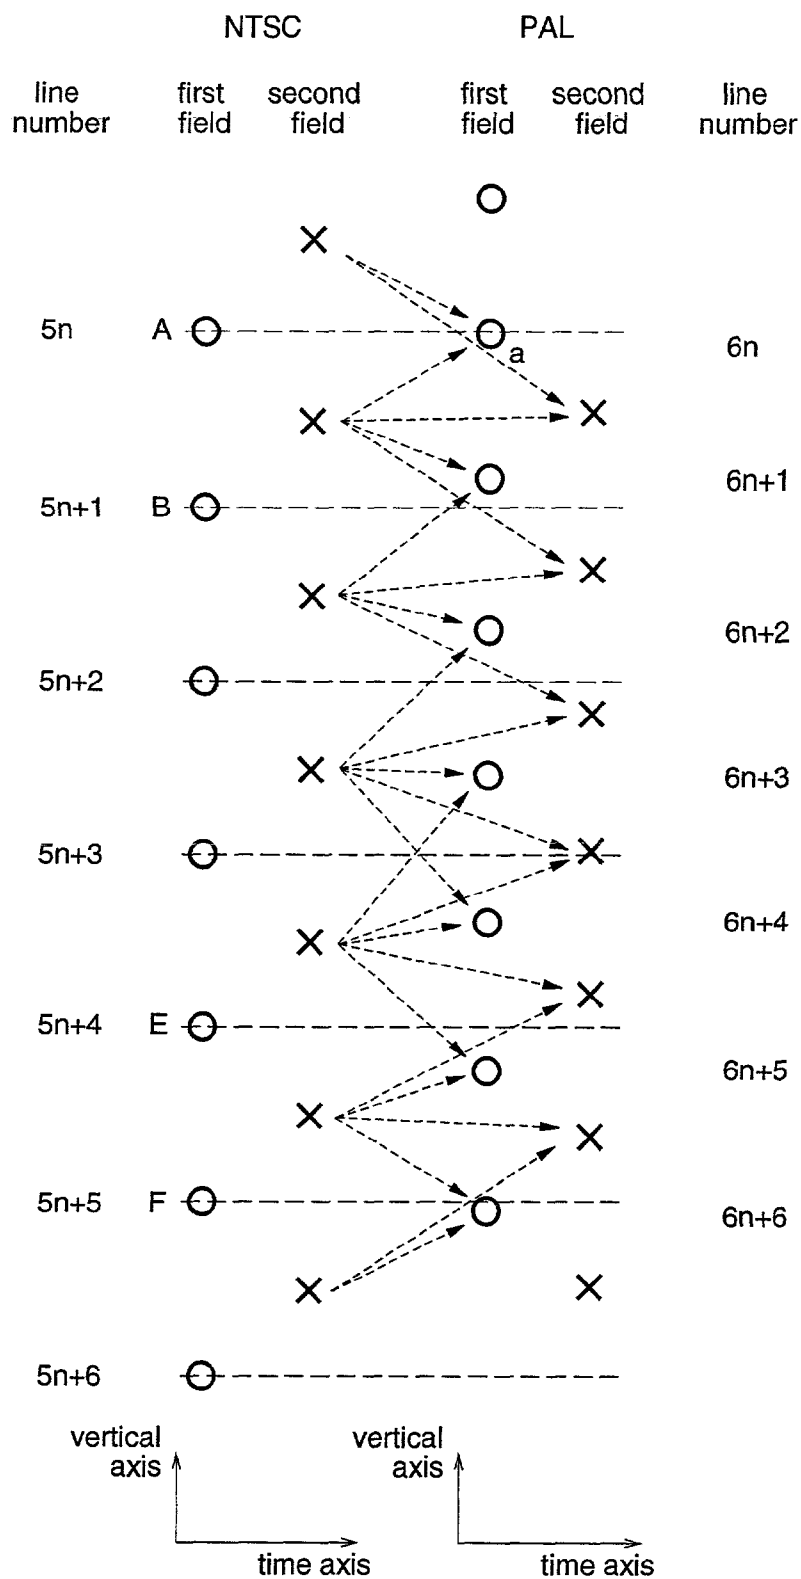 NTSC PAL
line number first field second field first field second field line number
5n A
a
6n
6n+1
5n+1 B
6n+2
5n+2
6n+3
5n+3
6n+4
5n+4 E
6n+5
5n+5 F
6n+6
5n+6
vertical axis vertical axis
time axis time axis